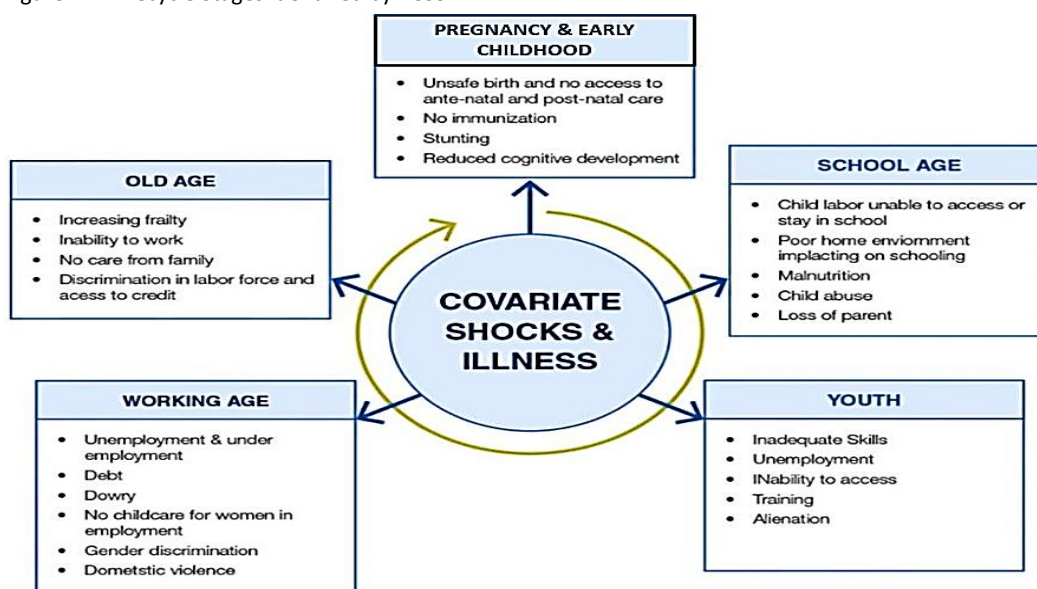 PREGNANCY & EARLY
CHILDHOOD
• Unsafe birth and no access to
ante-natal and post-natal care
• No immunization
• Stunting
• Reduced cognitive development
SCHOOL AGE
• Child labor unable to access or
stay in school
• Poor home enviornment
implacting on schooling
• Malnutrition
• Child abuse
• Loss of parent
YOUTH
• Inadequate Skills
• Unemployment
• INability to access
• Training
• Alienation
WORKING AGE
• Unemployment & under
employment
• Debt
• Dowry
• No childcare for women in
employment
• Gender discrimination
• Dometstic violence
OLD AGE
• Increasing frailty
• Inability to work
• No care from family
• Discrimination in labor force and
acess to credit
COVARIATE
SHOCKS &
ILLNESS